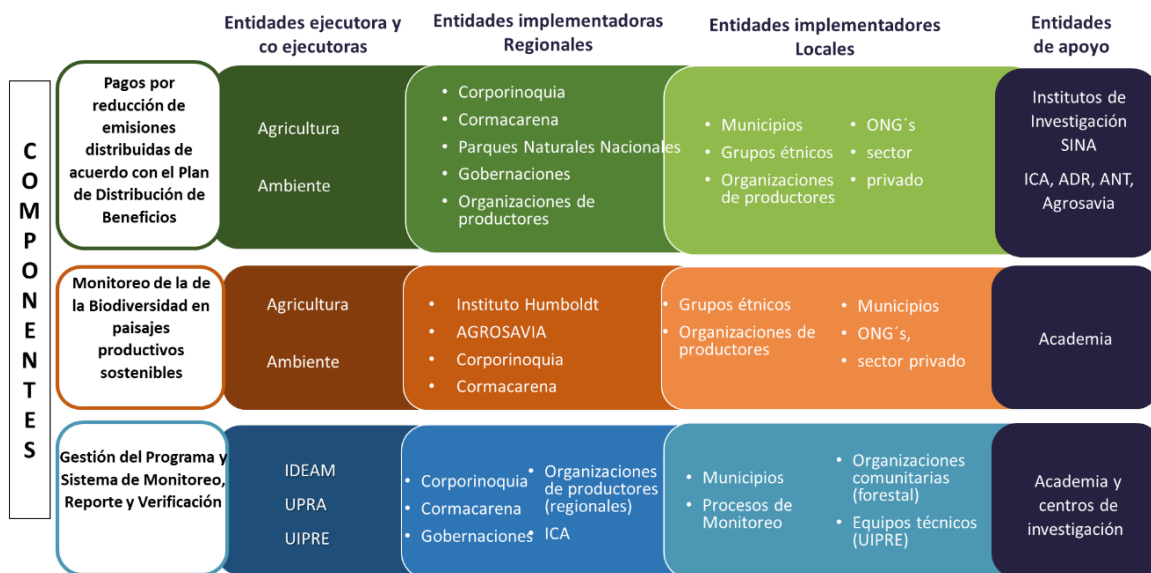 Entidades ejecutora y
co ejecutoras
Entidades implementadoras
Regionales
Entidades implementadores
Locales
Entidades
de apoyo
COMPONENTES
Pagos por
reducción de
emisiones
distribuidas de
acuerdo con el Plan
de Distribución de
Beneficios
Agricultura
Ambiente
• Corporinoquia
• Cormacarena
• Parques Naturales Nacionales
• Gobernaciones
• Organizaciones de
productores
• Municipios
• Grupos étnicos
• Organizaciones
de productores
• ONG´s
• sector
• privado
Institutos de
Investigación
SINA
ICA, ADR, ANT,
Agrosavia
Monitoreo de la de
la Biodiversidad en
paisajes
productivos
sostenibles
Agricultura
Ambiente
• Instituto Humboldt
• AGROSAVIA
• Corporinoquia
• Cormacarena
• Grupos étnicos
• Organizaciones de
productores
• Municipios
• ONG´s,
• sector privado
Academia
Gestión del Programa y
Sistema de Monitoreo,
Reporte y Verificación
IDEAM
UPRA
UIPRE
• Corporinoquia
• Cormacarena
• Gobernaciones
• Organizaciones
de productores
(regionales)
• ICA
• Municipios
• Procesos de
Monitoreo
• Organizaciones
comunitarias
(forestal)
• Equipos técnicos
(UIPRE)
Academia y
centros de
investigación